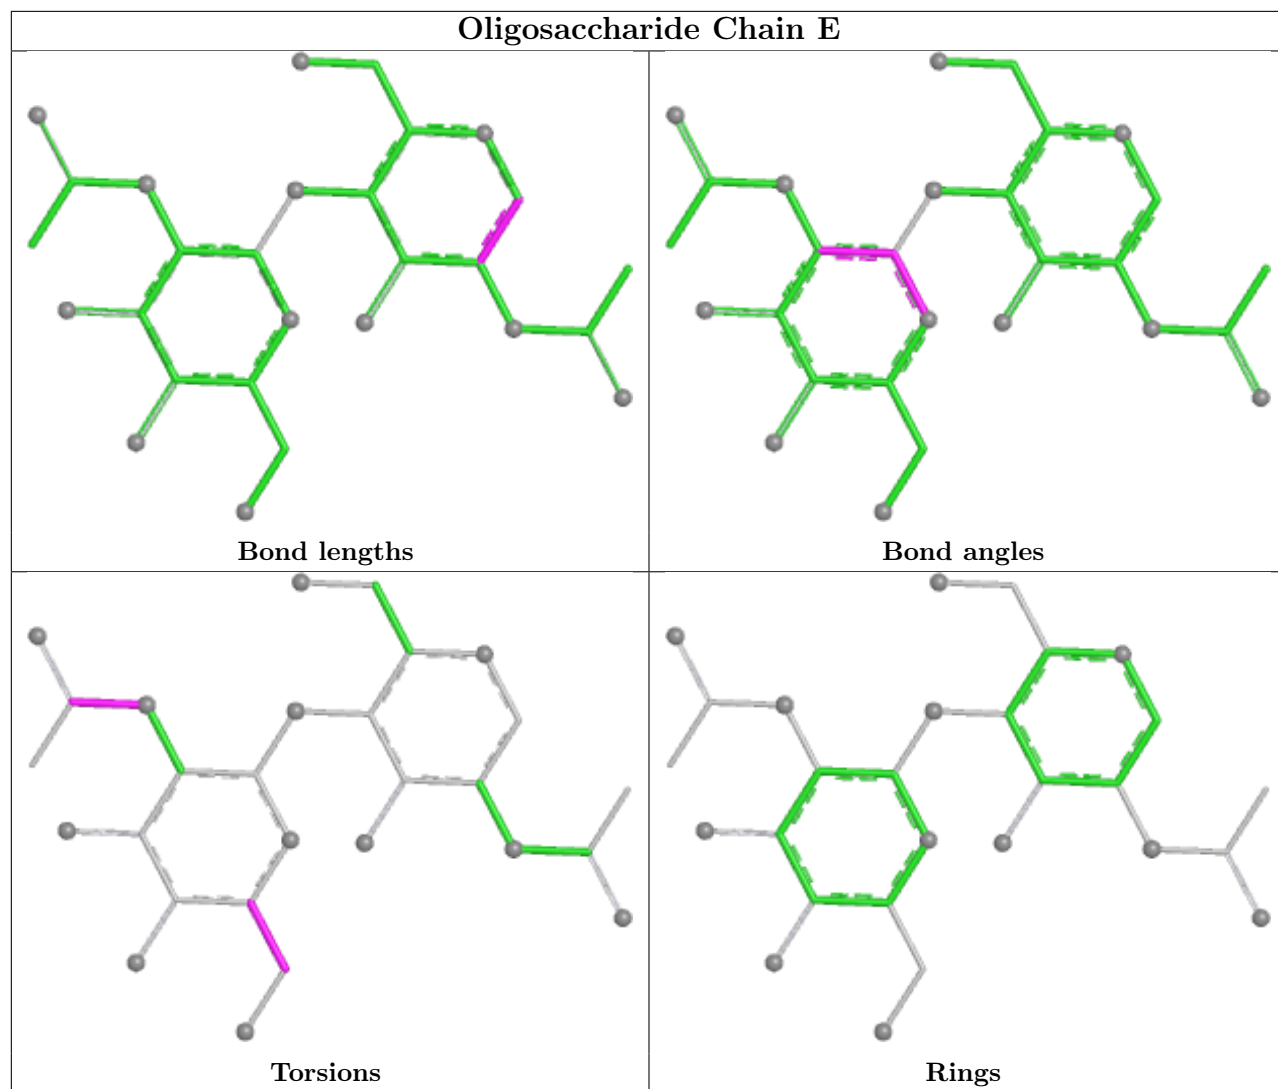 Oligosaccharide Chain E
Bond lengths
Bond angles
Torsions
Rings